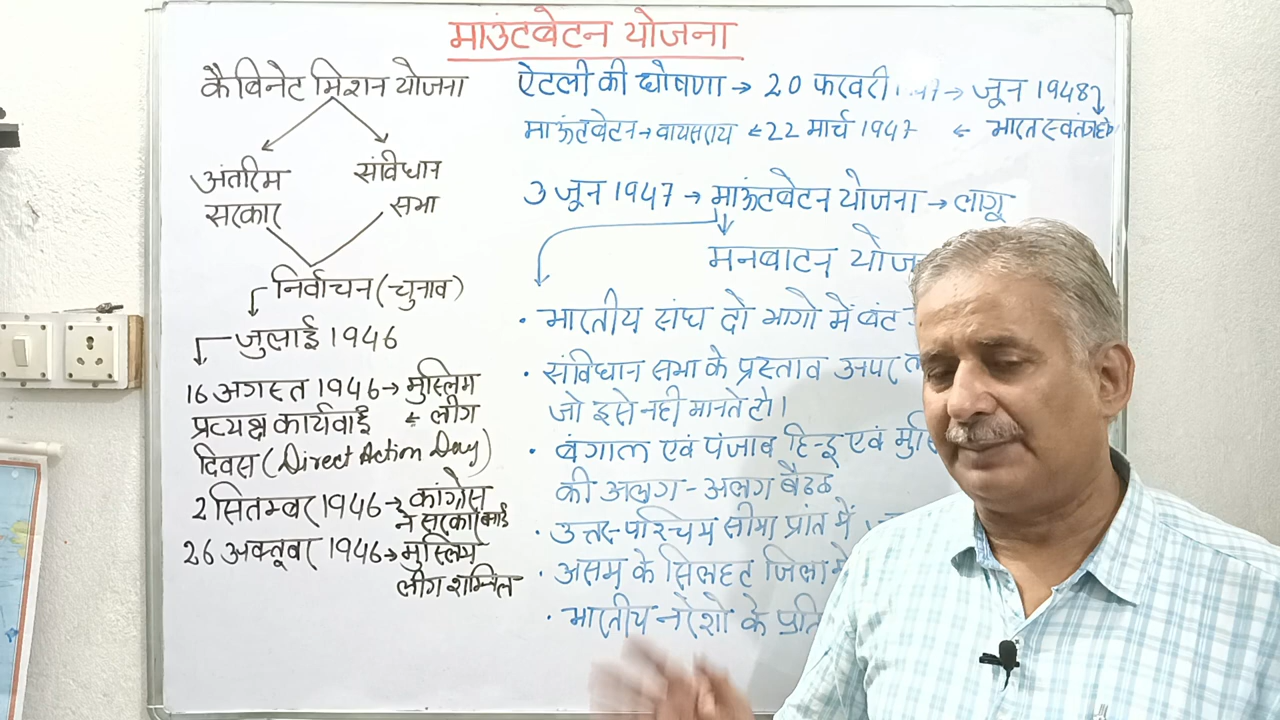 माउंटबेटन योजना
कैबिनेट मिशन योजना
अंतरिम
सरकार
संविधान
सभा
निर्वाचन (चुनाव)
जुलाई 1946
16 अगस्त 1946 → मुस्लिम
प्रत्यक्ष कार्यवाई ← लीग
दिवस (Direct Action Day)
2 सितम्बर 1946 → कांग्रेस
ने सरकार बनाई
26 अक्तूबर 1946 → मुस्लिम
लीग शामिल
ऐटली की घोषणा → 20 फरवरी → जून 1948
माऊंटबेटन → वायसराय ← 22 मार्च 1947 ← भारत स्वतंत्र
3 जून 1947 → माऊंटबेटन योजना → लागू
मनबाटन
• भारतीय संघ दो भागो में बंट
• संविधान सभा के प्रस्ताव
जो इसे नही मानते हो।
• बंगाल एवं पंजाब हिन्दू एवं
की अलग-अलग बैठक
• उत्तर-पश्चिम सीमा प्रांत में
• असम के सिलहट जिला
• भारतीय नरेशो के